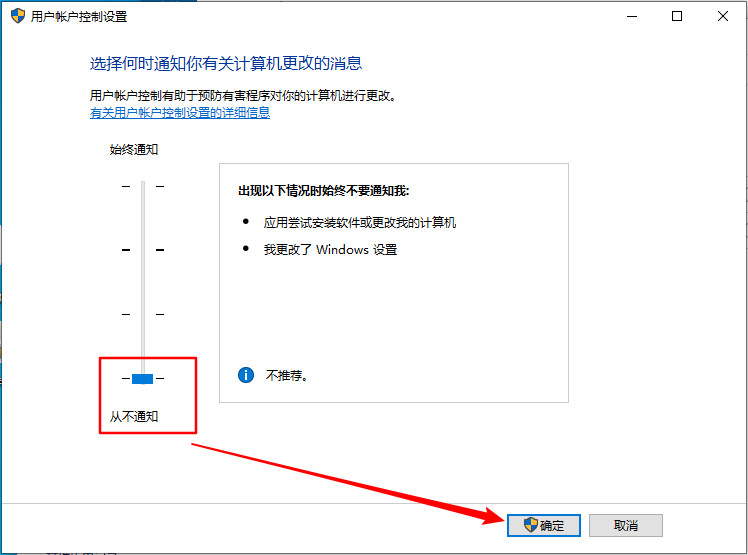 用户帐户控制设置
选择何时通知你有关计算机更改的消息
用户帐户控制有助于预防有害程序对你的计算机进行更改。
有关用户帐户控制设置的详细信息
始终通知
出现以下情况时始终不要通知我:
应用尝试安装软件或更改我的计算机
我更改了 Windows 设置
不推荐。
从不通知
确定
取消